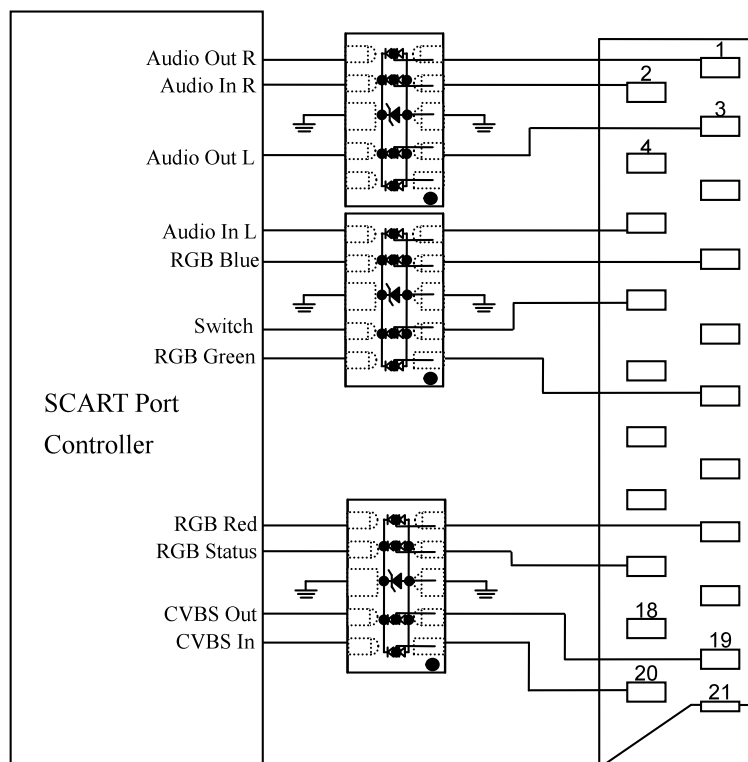 Audio Out R
1
Audio In R
2
3
Audio Out L
4
Audio In L
RGB Blue
Switch
RGB Green
SCART Port
Controller
RGB Red
RGB Status
CVBS Out
18
CVBS In
19
20
21